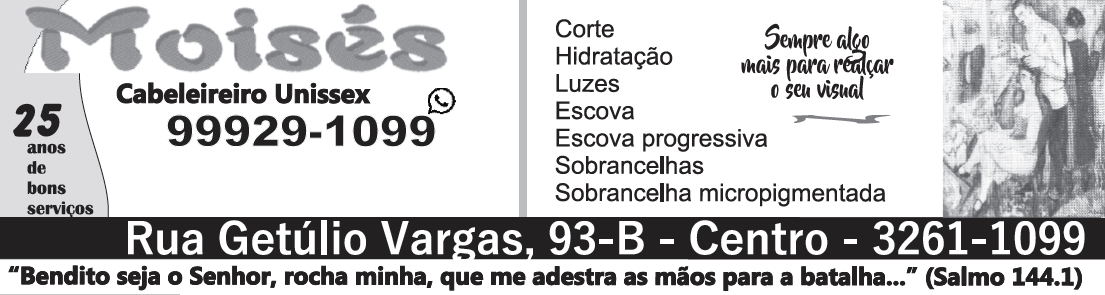 Moisés
Cabeleireiro Unissex
99929-1099
25
anos
de
bons
serviços
Corte
Hidratação
Luzes
Escova
Escova progressiva
Sobrancelhas
Sobrancelha micropigmentada
Sempre algo
mais para realçar
o seu visual
Rua Getúlio Vargas, 93-B - Centro - 3261-1099
“Bendito seja o Senhor, rocha minha, que me adestra as mãos para a batalha...” (Salmo 144.1)